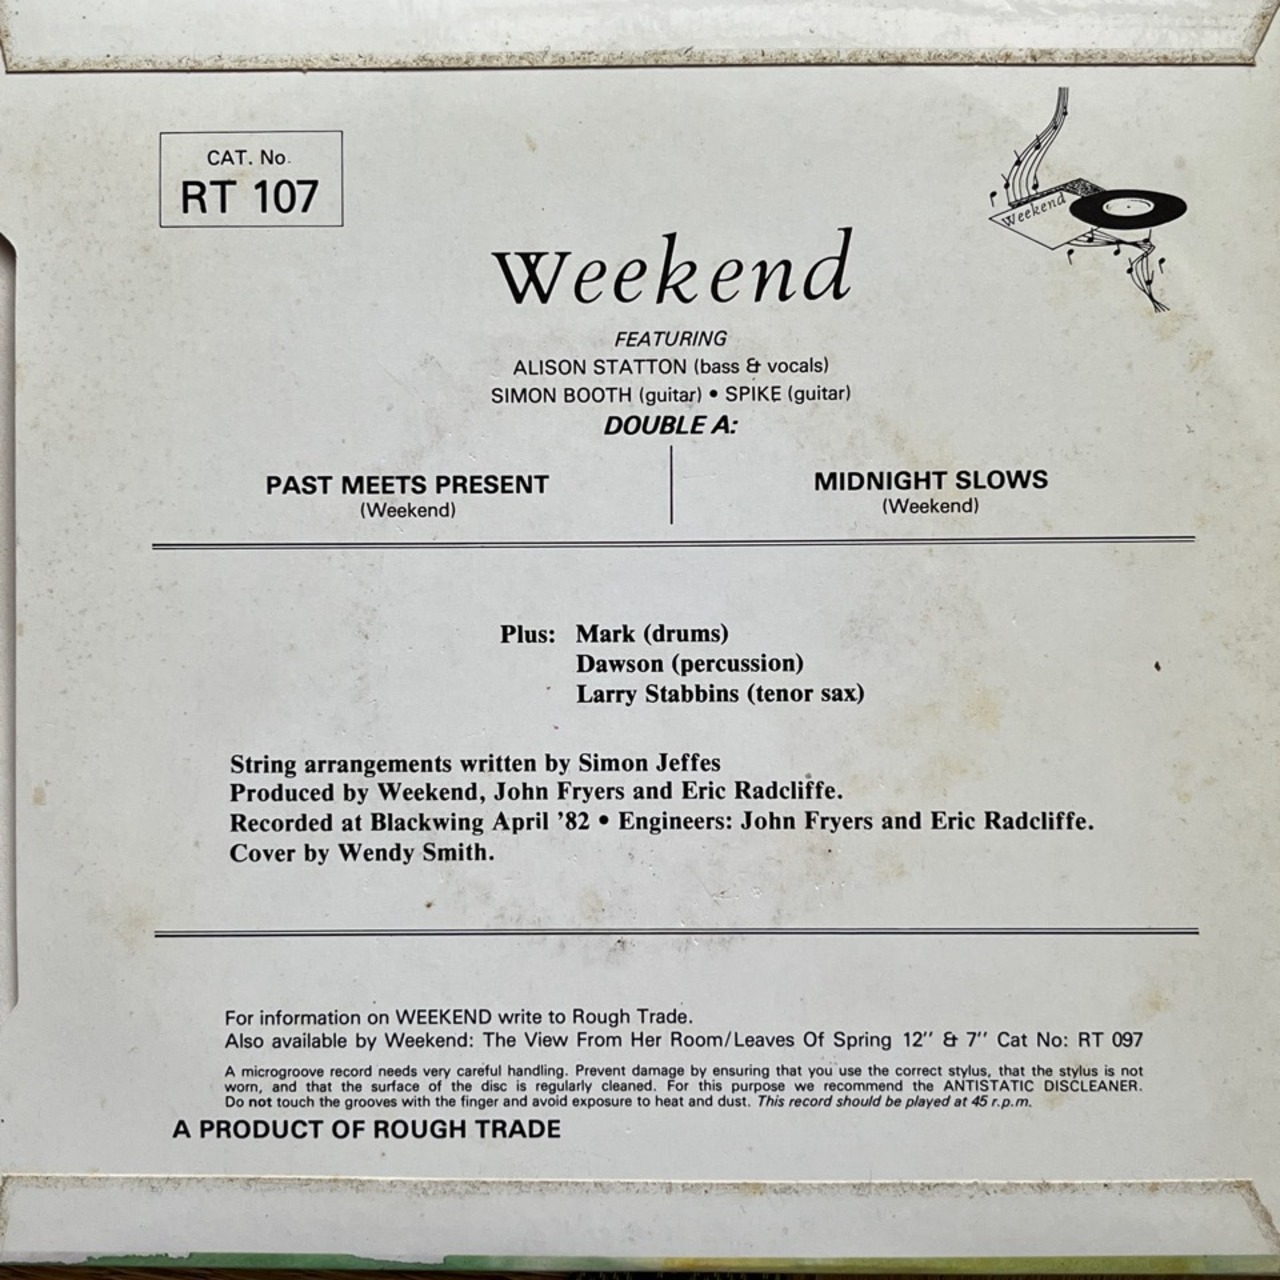 CAT. No.
RT 107
Weekend
Weekend
FEATURING
ALISON STATTON (bass & vocals)
SIMON BOOTH (guitar) • SPIKE (guitar)
DOUBLE A:
PAST MEETS PRESENT
(Weekend)
MIDNIGHT SLOWS
(Weekend)
Plus: Mark (drums)
Dawson (percussion)
Larry Stabbins (tenor sax)
String arrangements written by Simon Jeffes
Produced by Weekend, John Fryers and Eric Radcliffe.
Recorded at Blackwing April '82 • Engineers: John Fryers and Eric Radcliffe.
Cover by Wendy Smith.
For information on WEEKEND write to Rough Trade.
Also available by Weekend: The View From Her Room/Leaves Of Spring 12″ & 7″ Cat No: RT 097
A microgroove record needs very careful handling. Prevent damage by ensuring that you use the correct stylus, that the stylus is not
worn, and that the surface of the disc is regularly cleaned. For this purpose we recommend the ANTISTATIC DISCLEANER.
Do not touch the grooves with the finger and avoid exposure to heat and dust. This record should be played at 45 r.p.m.
A PRODUCT OF ROUGH TRADE